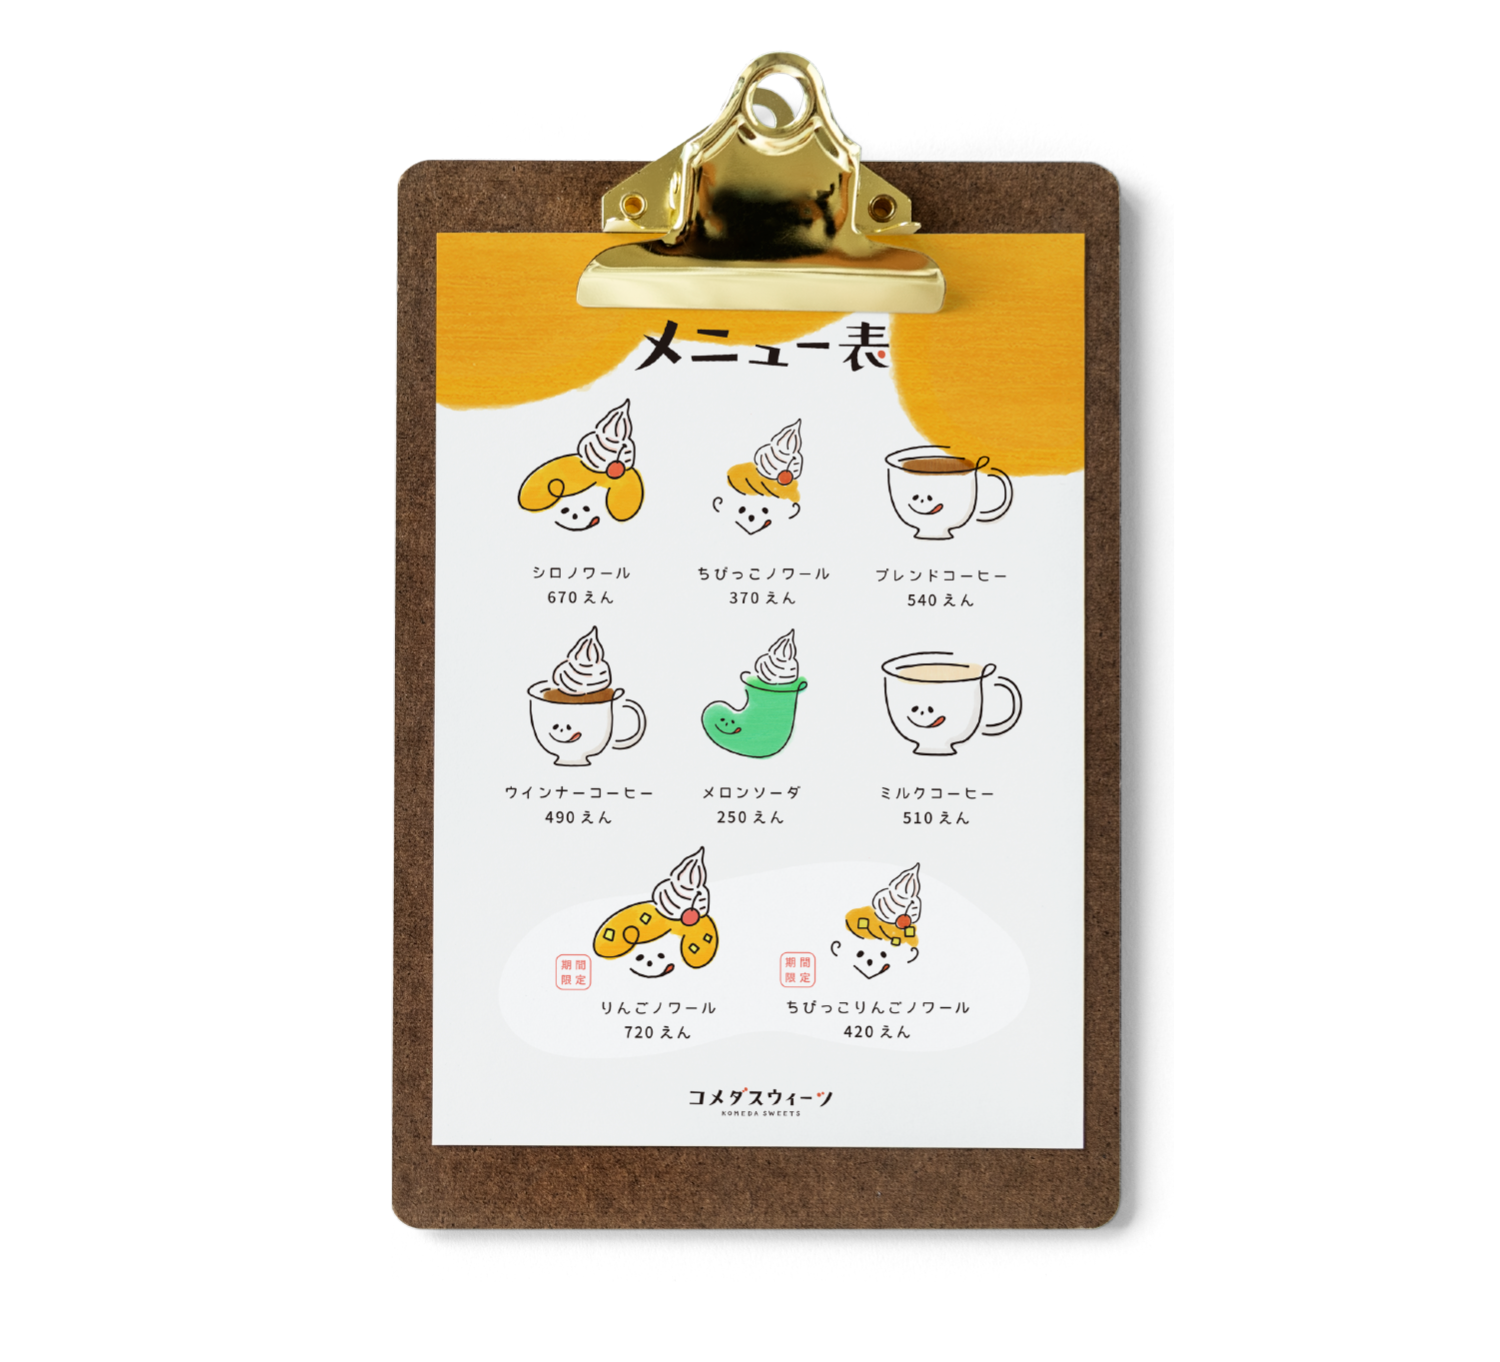 メニュー表
シロノワール
670 えん
ちびっこノワール
370 えん
ブレンドコーヒー
540 えん
ウインナーコーヒー
490 えん
メロンソーダ
250 えん
ミルクコーヒー
510 えん
期間
限定
りんごノワール
720 えん
期間
限定
ちびっこりんごノワール
420 えん
コメダスウィーツ
KOMEDA SWEETS